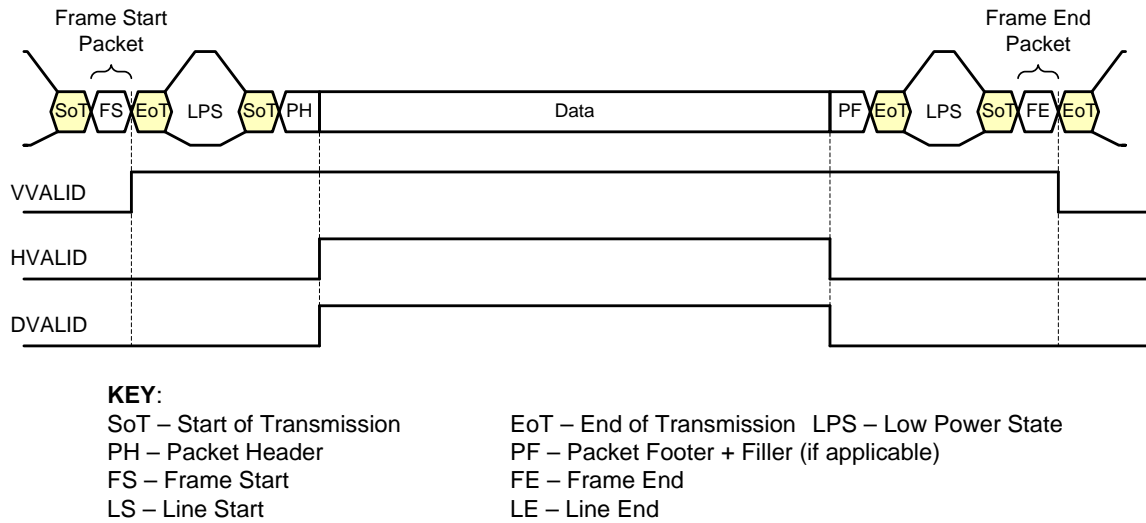 Frame Start
Packet
Frame End
Packet
SoT FS EoT LPS SoT PH Data PF EoT LPS SoT FE EoT
VVALID
HVALID
DVALID
KEY:
SoT – Start of Transmission EoT – End of Transmission LPS – Low Power State
PH – Packet Header PF – Packet Footer + Filler (if applicable)
FS – Frame Start FE – Frame End
LS – Line Start LE – Line End